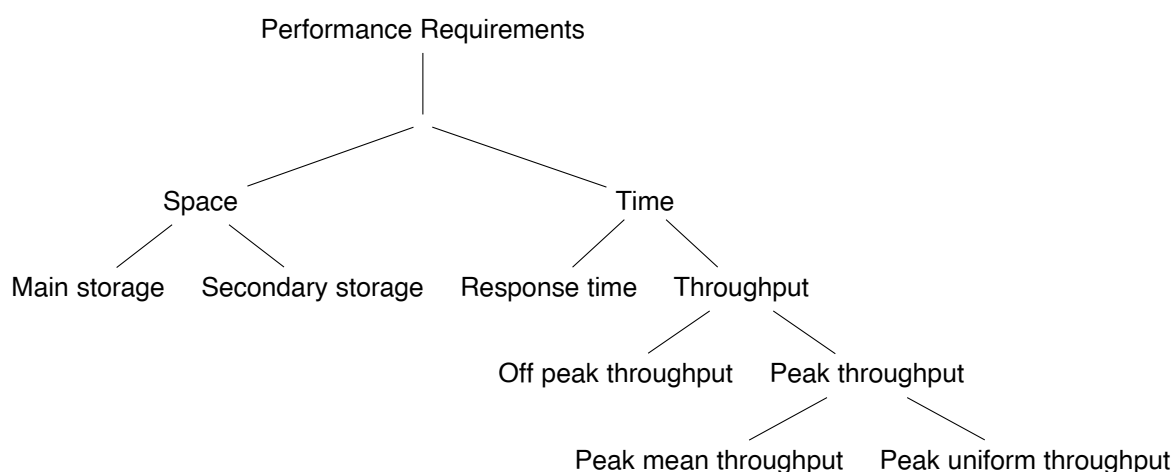 Performance Requirements
Space
Time
Main storage
Secondary storage
Response time
Throughput
Off peak throughput
Peak throughput
Peak mean throughput
Peak uniform throughput